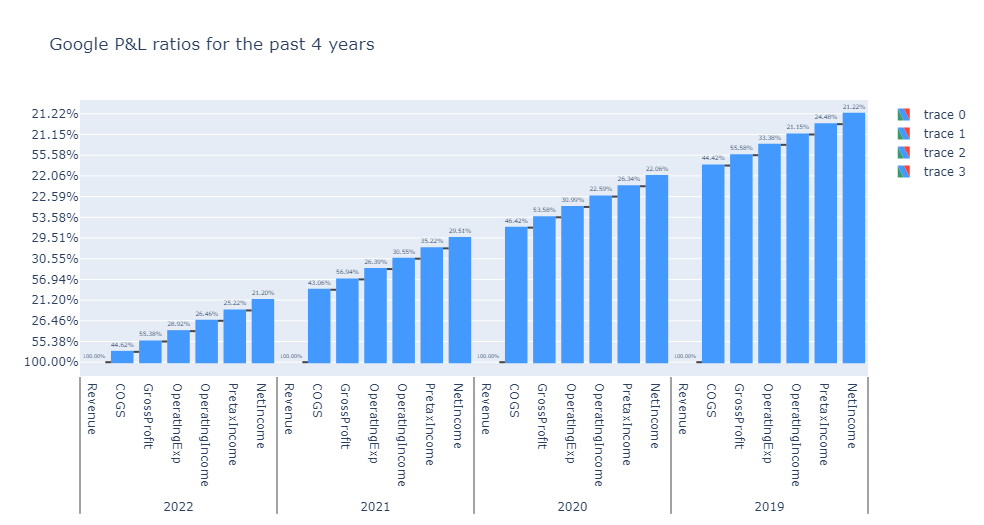 Google P&L ratios for the past 4 years
21.22%
21.15%
55.58%
22.06%
22.59%
53.58%
29.51%
30.55%
56.94%
21.20%
26.46%
55.38%
100.00%
100.00%
44.62%
55.38%
28.92%
26.46%
25.22%
21.20%
100.00%
43.06%
56.94%
26.39%
30.55%
35.22%
29.51%
100.00%
46.42%
53.58%
30.99%
22.59%
26.34%
22.06%
100.00%
44.42%
55.58%
33.38%
21.15%
24.48%
21.22%
trace 0
trace 1
trace 2
trace 3
Revenue
COGS
GrossProfit
OperatingExp
OperatingIncome
PretaxIncome
NetIncome
Revenue
COGS
GrossProfit
OperatingExp
OperatingIncome
PretaxIncome
NetIncome
Revenue
COGS
GrossProfit
OperatingExp
OperatingIncome
PretaxIncome
NetIncome
Revenue
COGS
GrossProfit
OperatingExp
OperatingIncome
PretaxIncome
NetIncome
2022
2021
2020
2019